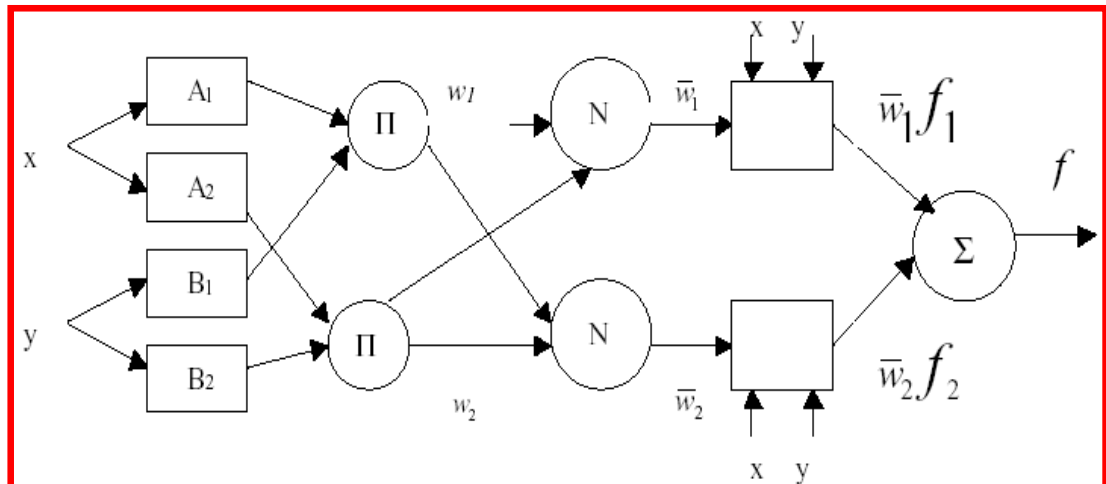 x y
A₁
w₁
Π
N
w̄₁
w̄₁f₁
x
A₂
f
B₁
Σ
y
Π
N
B₂
w₂
w̄₂
w̄₂f₂
x y